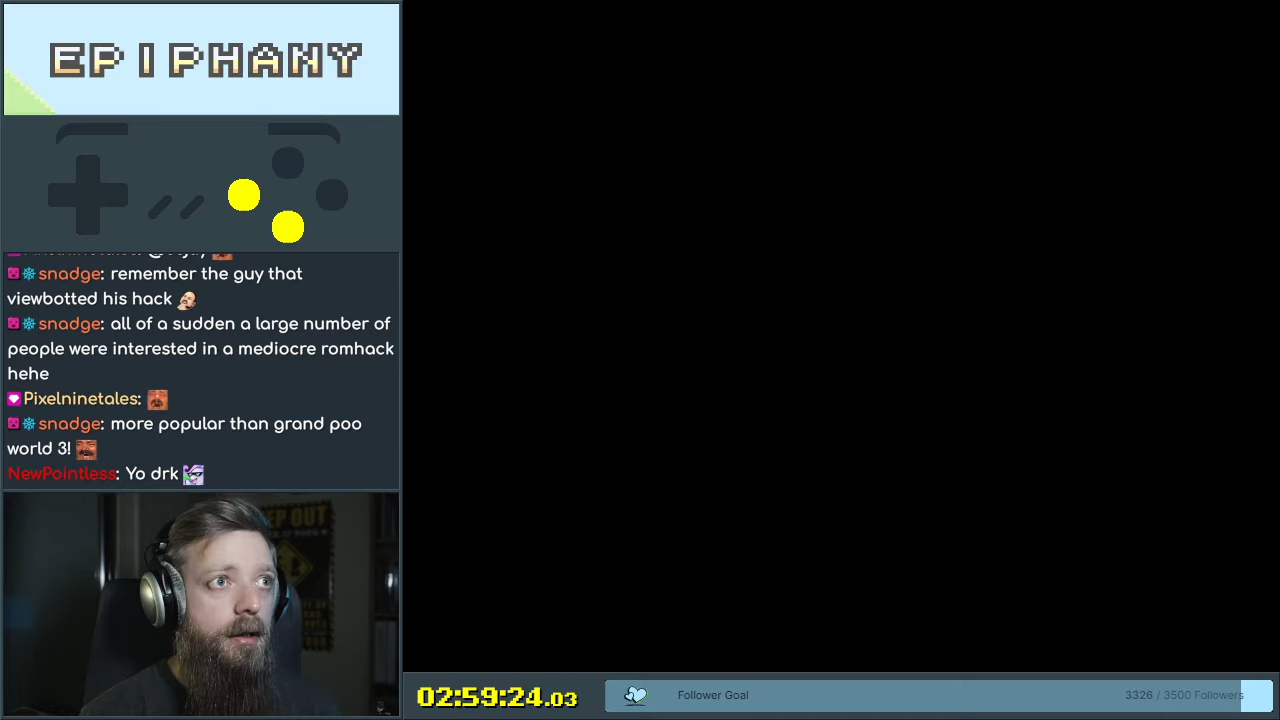 EPIPHANY
snadge: remember the guy that
viewbotted his hack
snadge: all of a sudden a large number of
people were interested in a mediocre romhack
hehe
Pixelninetales:
snadge: more popular than grand poo
world 3!
NewPointless: Yo drk
02:59:24.03
Follower Goal
3326 / 3500 Followers